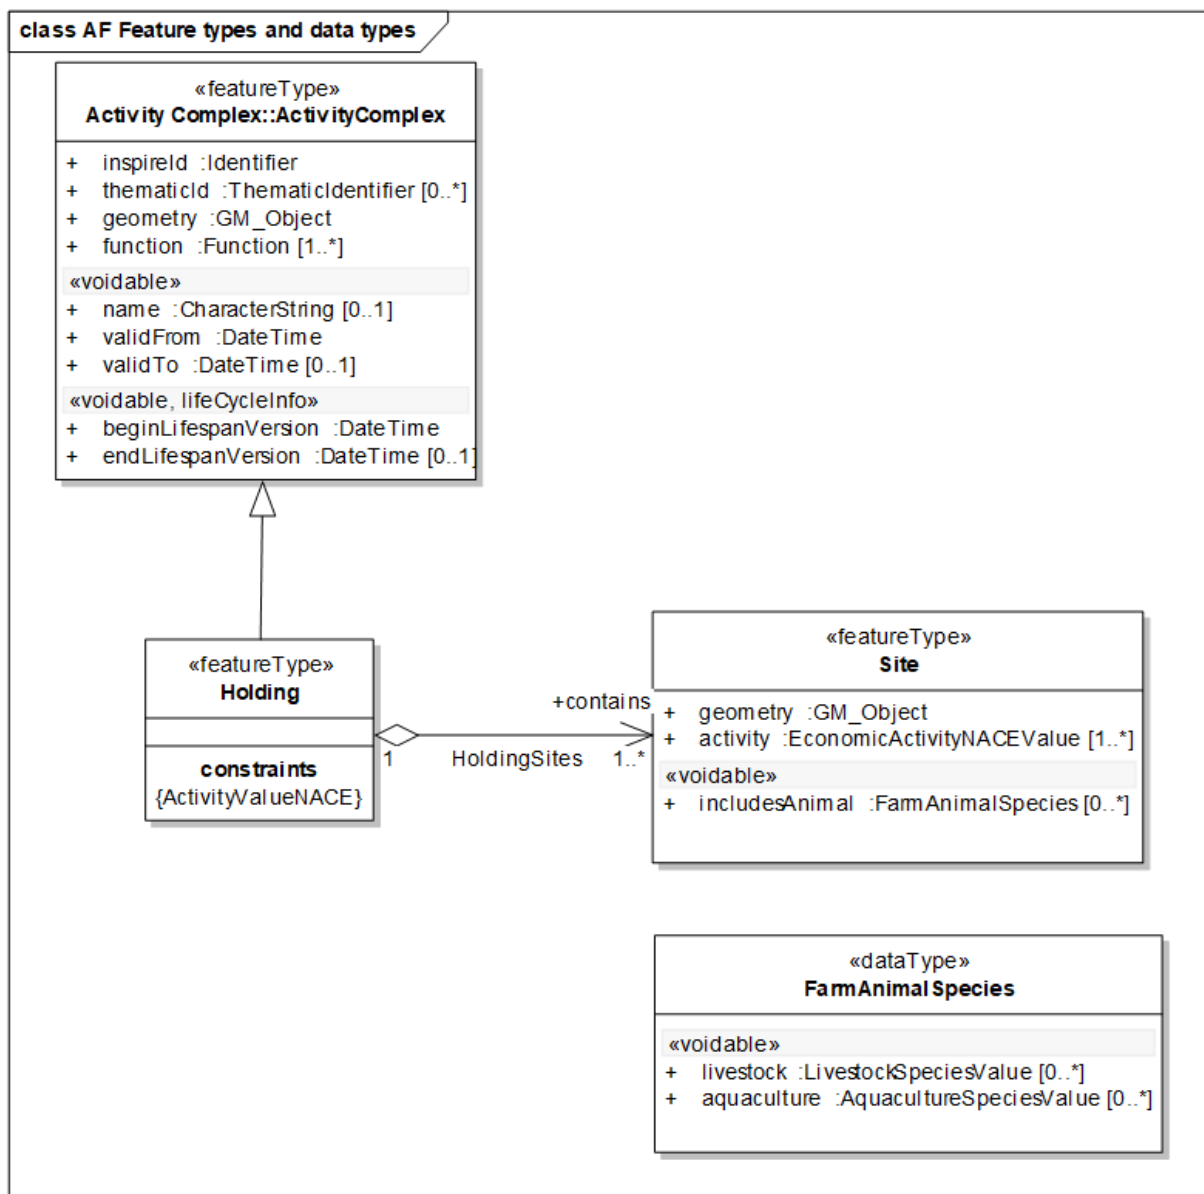 class AF Feature types and data types
«featureType»
Activity Complex::ActivityComplex
+ inspireId :Identifier
+ thematicId :ThematicIdentifier [0..*]
+ geometry :GM_Object
+ function :Function [1..*]
«voidable»
+ name :CharacterString [0..1]
+ validFrom :DateTime
+ validTo :DateTime [0..1]
«voidable, lifeCycleInfo»
+ beginLifespanVersion :DateTime
+ endLifespanVersion :DateTime [0..1]
«featureType»
Holding
constraints
{ActivityValueNACE}
+contains
1
HoldingSites
1..*
«featureType»
Site
+ geometry :GM_Object
+ activity :EconomicActivityNACEValue [1..*]
«voidable»
+ includesAnimal :FarmAnimalSpecies [0..*]
«dataType»
FarmAnimalSpecies
«voidable»
+ livestock :LivestockSpeciesValue [0..*]
+ aquaculture :AquacultureSpeciesValue [0..*]